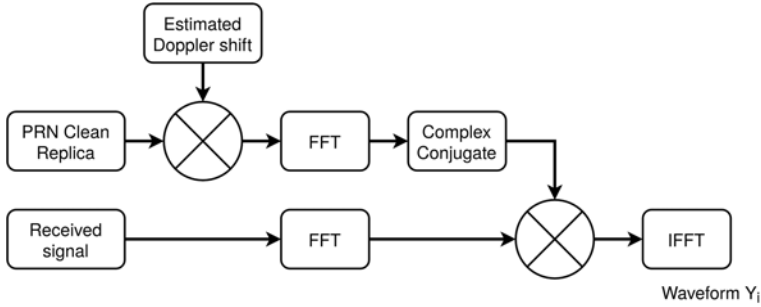 Estimated
Doppler shift
PRN Clean
Replica
FFT
Complex
Conjugate
Received
signal
FFT
IFFT
Waveform Yi